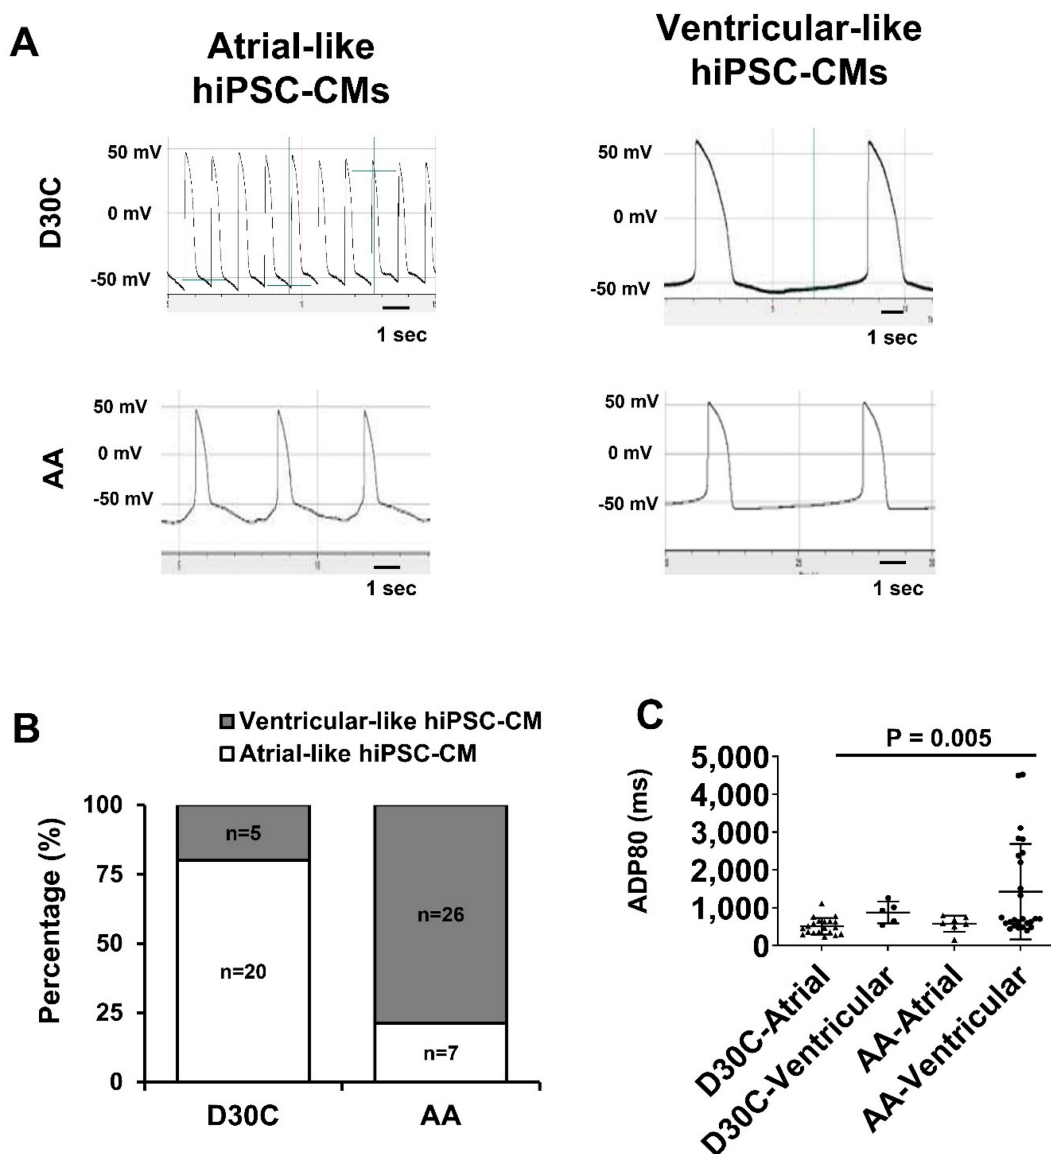 A
Atrial-like
hiPSC-CMs
Ventricular-like
hiPSC-CMs
D30C
50 mV
0 mV
-50 mV
1 sec
50 mV
0 mV
-50 mV
1 sec
AA
50 mV
0 mV
-50 mV
1 sec
50 mV
0 mV
-50 mV
1 sec
B
Ventricular-like hiPSC-CM
Atrial-like hiPSC-CM
Percentage (%)
100
75
50
25
0
n=5
n=20
n=26
n=7
D30C
AA
C
P = 0.005
ADP80 (ms)
5,000
4,000
3,000
2,000
1,000
0
D30C-Atrial
D30C-Ventricular
AA-Atrial
AA-Ventricular